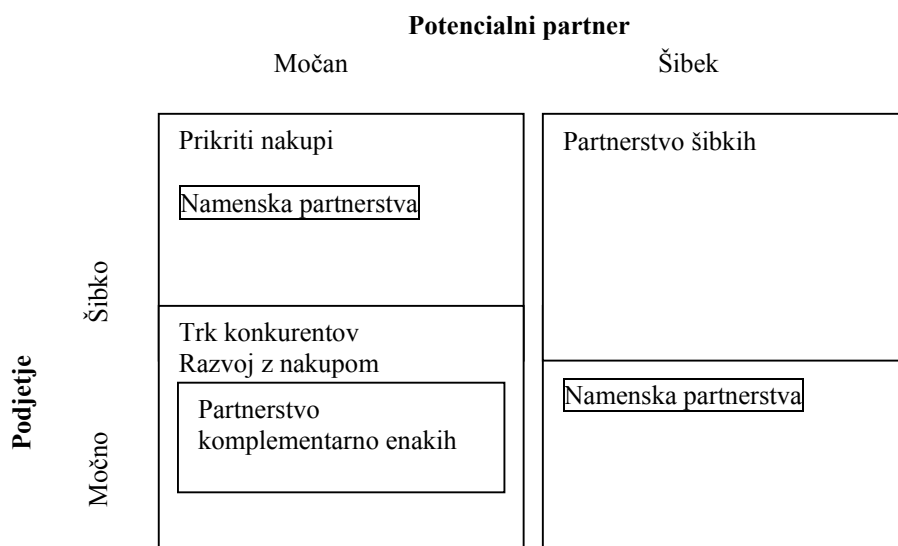 Potencialni partner
Močan
Šibek
Prikriti nakupi
Namenska partnerstva
Partnerstvo šibkih
Šibko
Trk konkurentov
Razvoj z nakupom
Partnerstvo
komplementarno enakih
Namenska partnerstva
Podjetje
Močno